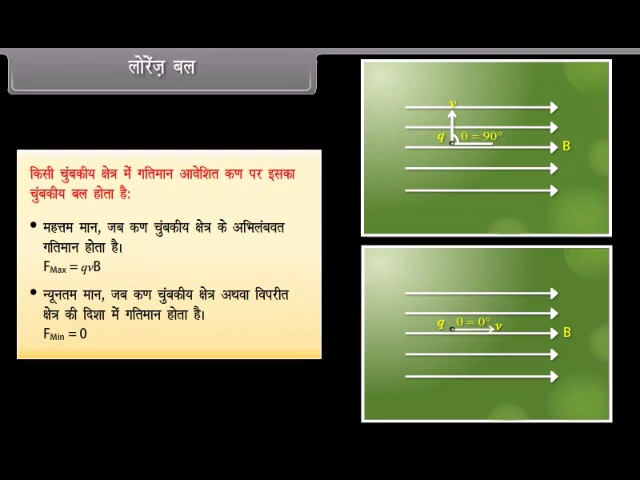 लोरेंज़ बल
किसी चुंबकीय क्षेत्र में गतिमान आवेशित कण पर इसका
चुंबकीय बल होता है:
• महत्तम मान, जब कण चुंबकीय क्षेत्र के अभिलंबवत
गतिमान होता है।
FMax = qvB
• न्यूनतम मान, जब कण चुंबकीय क्षेत्र अथवा विपरीत
क्षेत्र की दिशा में गतिमान होता है।
FMin = 0
v
q θ = 90°
B
q θ = 0° v
B